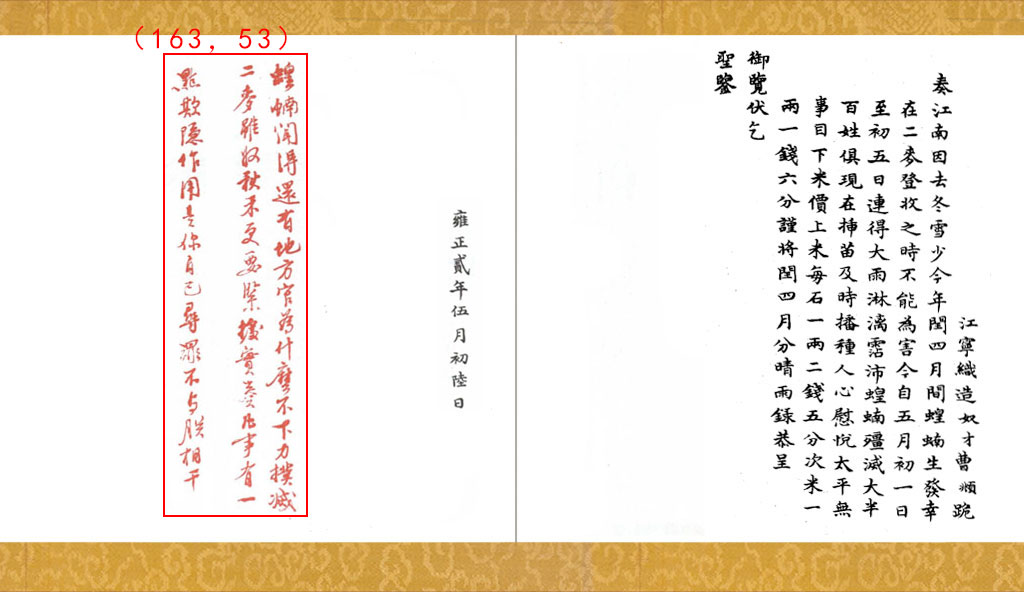 江寧織造奴才曹頫跪
奏江南因去冬雪少今年閏四月間蝗蝻生發幸
在二麥登收之時不能為害今自五月初一日
至初五日連得大雨淋漓霑沛蝗蝻殭滅大半
百姓俱現在挿苗及時播種人心慰悅太平無
事目下米價上米每石一兩二錢五分次米一
兩一錢六分謹將閏四月分晴雨錄恭呈
御覽伏乞
聖鑒
雍正貳年伍月初陸日
（163, 53）
蝗蝻聞得還有地方官為什麼不下力撲滅
二麥雖收秋禾更要緊據實奏凡事有一
點欺隱作用是你自己尋罪不与朕相干